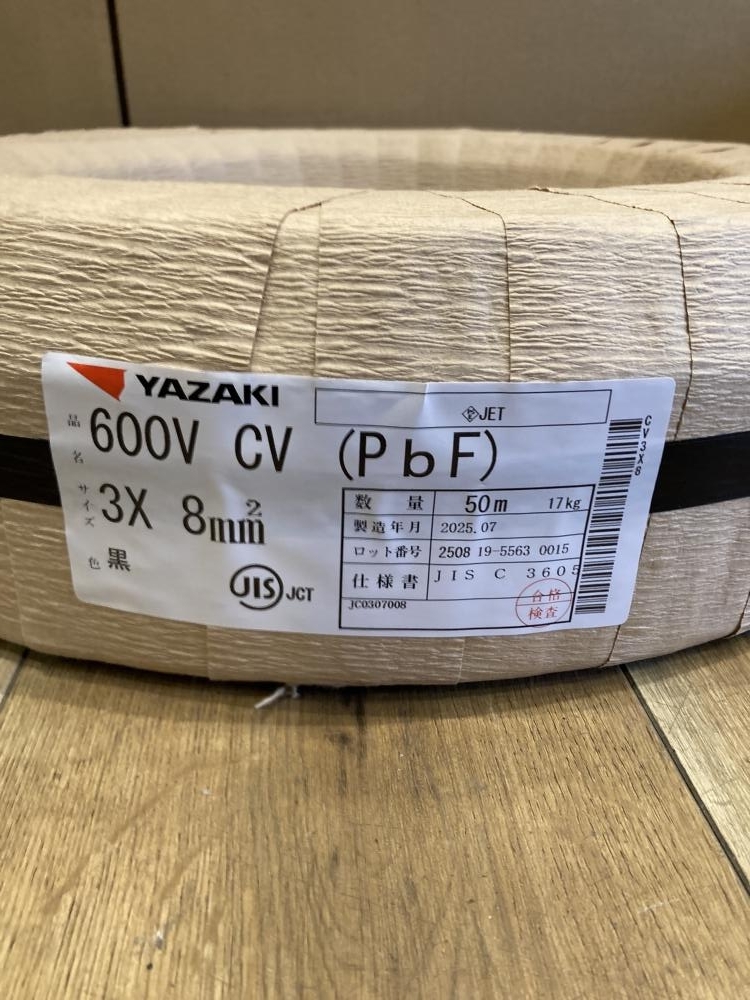 YAZAKI
JET
品名 600V CV (PbF)
サイズ 3X 8mm²
色 黒
JIS JCT
数量 50m 17kg
製造年月 2025.07
ロット番号 2508 19-5563 0015
仕様書 JIS C 3605
JC0307008
合格
検査
CV3X8